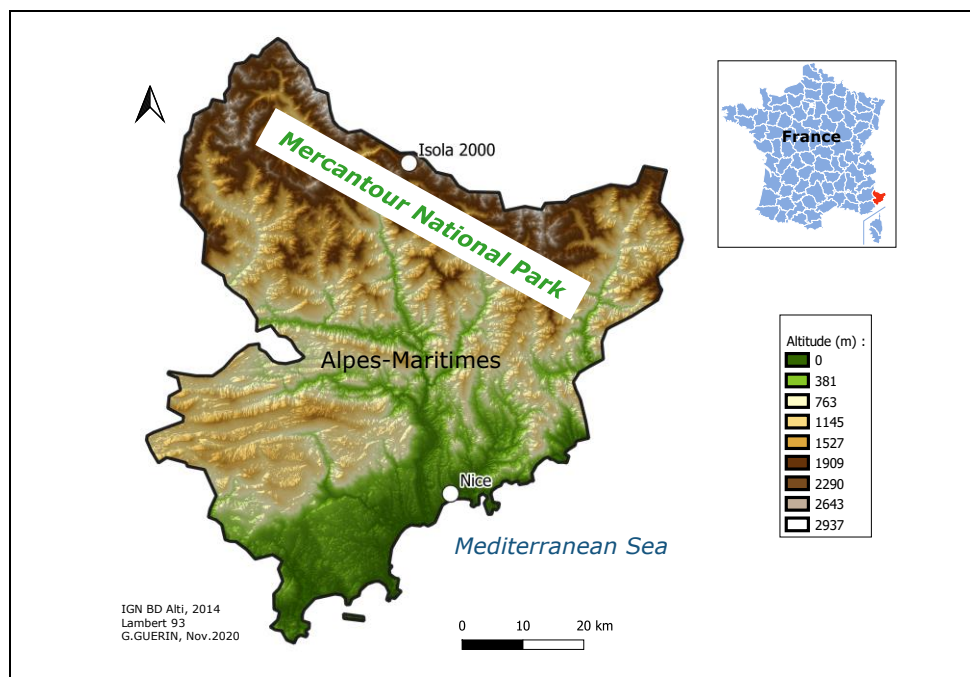 Isola 2000
Mercantour National Park
Alpes-Maritimes
Nice
Mediterranean Sea
France
Altitude (m) :
0
381
763
1145
1527
1909
2290
2643
2937
IGN BD Alti, 2014
Lambert 93
G.GUERIN, Nov.2020
0 10 20 km